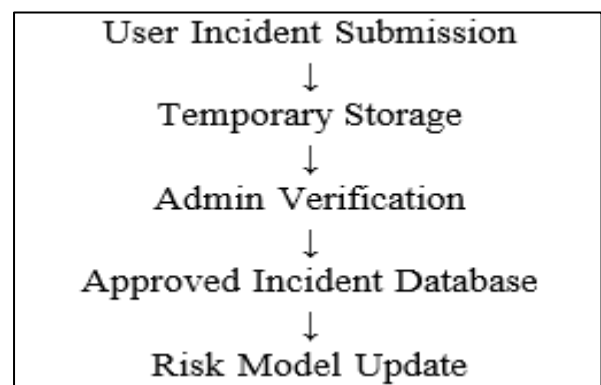 User Incident Submission
↓
Temporary Storage
↓
Admin Verification
↓
Approved Incident Database
↓
Risk Model Update